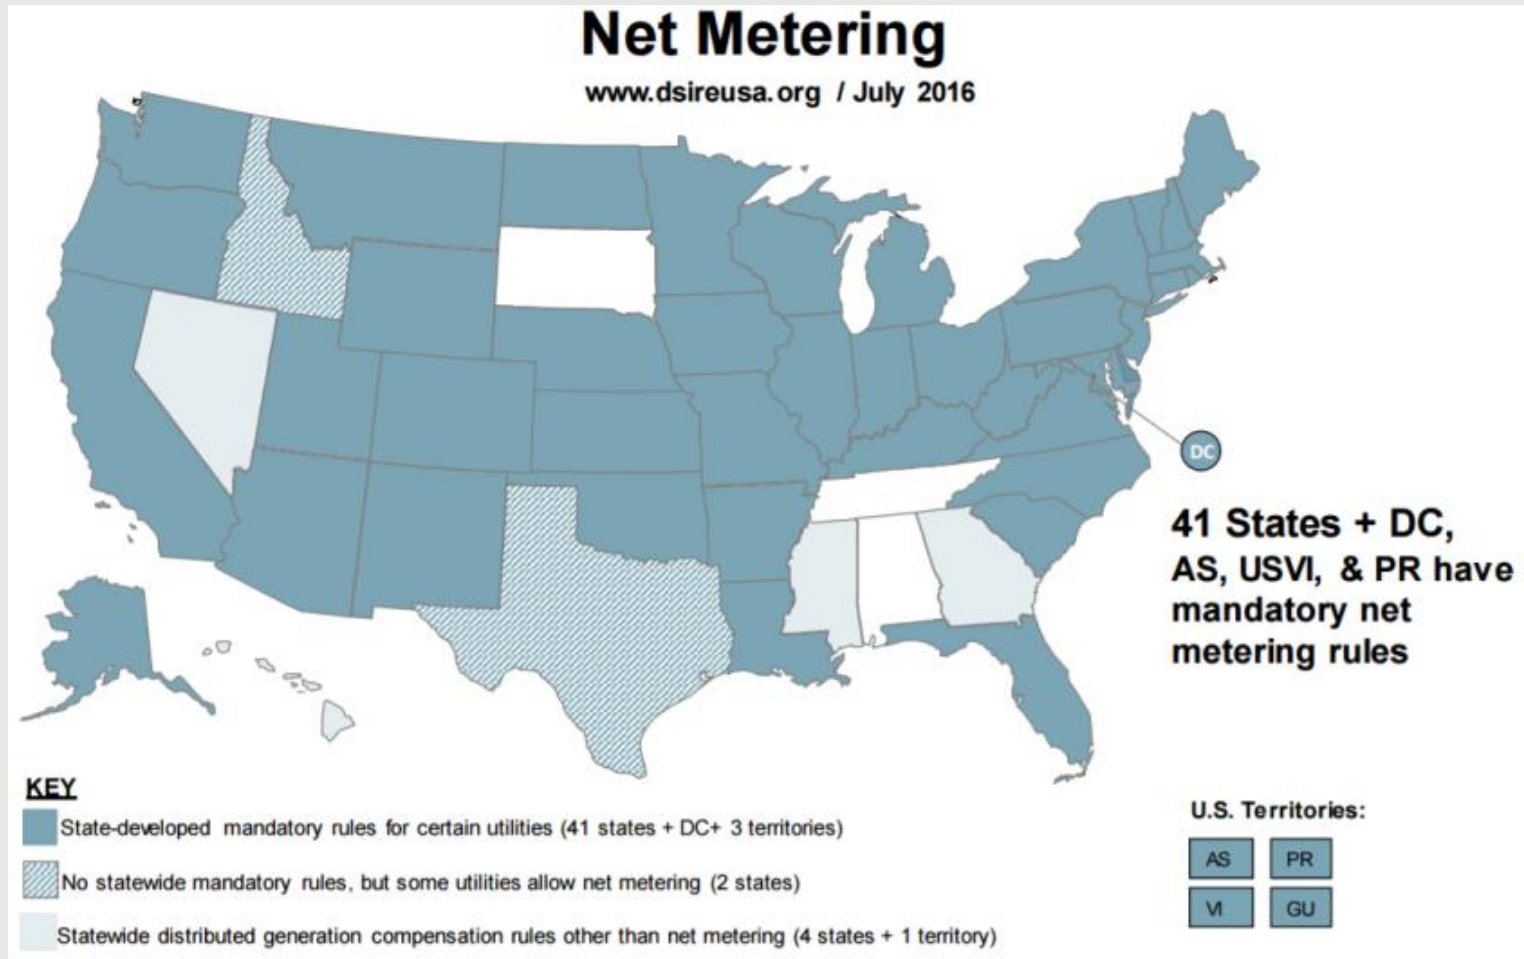 Net Metering
www.dsireusa.org / July 2016
DC
41 States + DC,
AS, USVI, & PR have
mandatory net
metering rules
KEY
State-developed mandatory rules for certain utilities (41 states + DC+ 3 territories)
No statewide mandatory rules, but some utilities allow net metering (2 states)
Statewide distributed generation compensation rules other than net metering (4 states + 1 territory)
U.S. Territories:
AS PR
VI GU